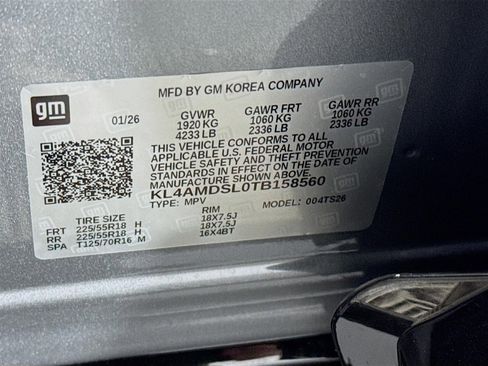 gm
MFD BY GM KOREA COMPANY
01/26 GVWR GAWR FRT GAWR RR
1920 KG 1060 KG 1060 KG
4233 LB 2336 LB 2336 LB
THIS VEHICLE CONFORMS TO ALL
APPLICABLE U.S. FEDERAL MOTOR
VEHICLE SAFETY AND THEFT PREVENTION
STANDARDS IN EFFECT ON THE DATE OF
MANUFACTURE SHOWN ABOVE.
KL4AMDSL0TB158560
TYPE: MPV MODEL: 004TS26
TIRE SIZE RIM
FRT 225/55R18 H 18X7.5J
RR 225/55R18 H 18X7.5J
SPA T125/70R16 M 16X4BT